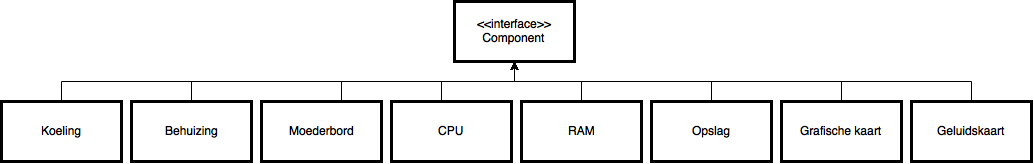 <<interface>>
Component
Koeling
Behuizing
Moederbord
CPU
RAM
Opslag
Grafische kaart
Geluidskaart